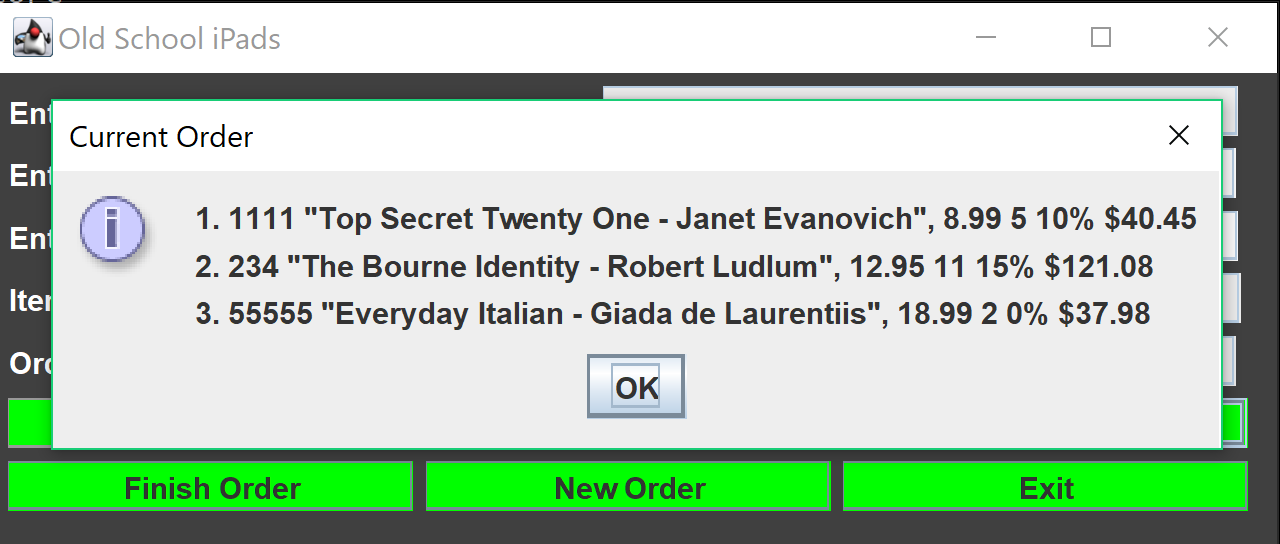 Old School iPads
Current Order
1. 1111 "Top Secret Twenty One - Janet Evanovich", 8.99 5 10% $40.45
2. 234 "The Bourne Identity - Robert Ludlum", 12.95 11 15% $121.08
3. 55555 "Everyday Italian - Giada de Laurentiis", 18.99 2 0% $37.98
OK
Finish Order
New Order
Exit